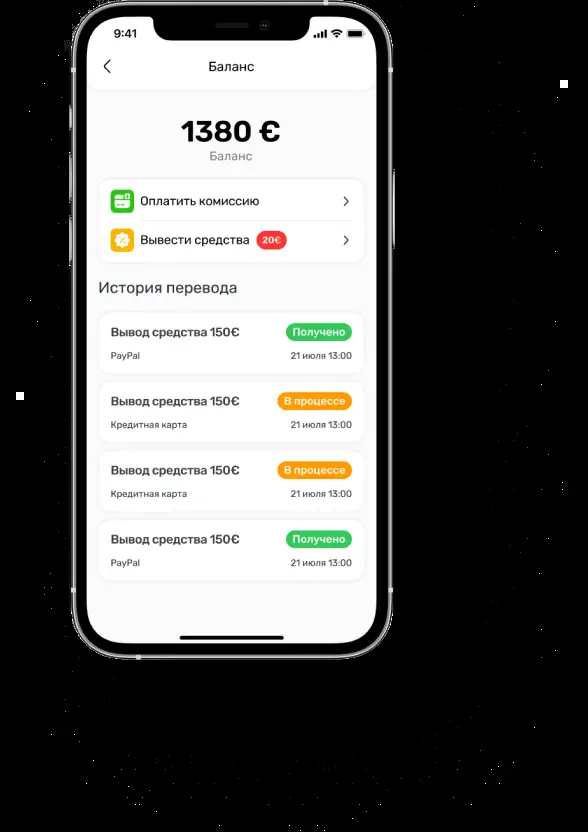 9:41
Баланс
1380 €
Баланс
Оплатить комиссию
Вывести средства 20€
История перевода
Вывод средства 150€ Получено
PayPal 21 июля 13:00
Вывод средства 150€ В процессе
Кредитная карта 21 июля 13:00
Вывод средства 150€ В процессе
Кредитная карта 21 июля 13:00
Вывод средства 150€ Получено
PayPal 21 июля 13:00